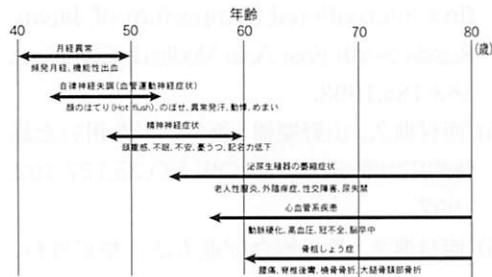 年齢
40 50 60 70 80 (歳)
月経異常
頻発月経、機能性出血
自律神経失調(血管運動神経症状)
顔のほてり(Hot flush)、のぼせ、異常発汗、動悸、めまい
精神神経症状
頭重感、不眠、不安、憂うつ、記名力低下
泌尿生殖器の萎縮症状
老人性膣炎、外陰瘙症、性交障害、尿失禁
心血管系疾患
動脈硬化、高血圧、冠不全、脳卒中
骨粗しょう症
腰痛、脊椎後彎、橈骨骨折、大腿骨頸部骨折